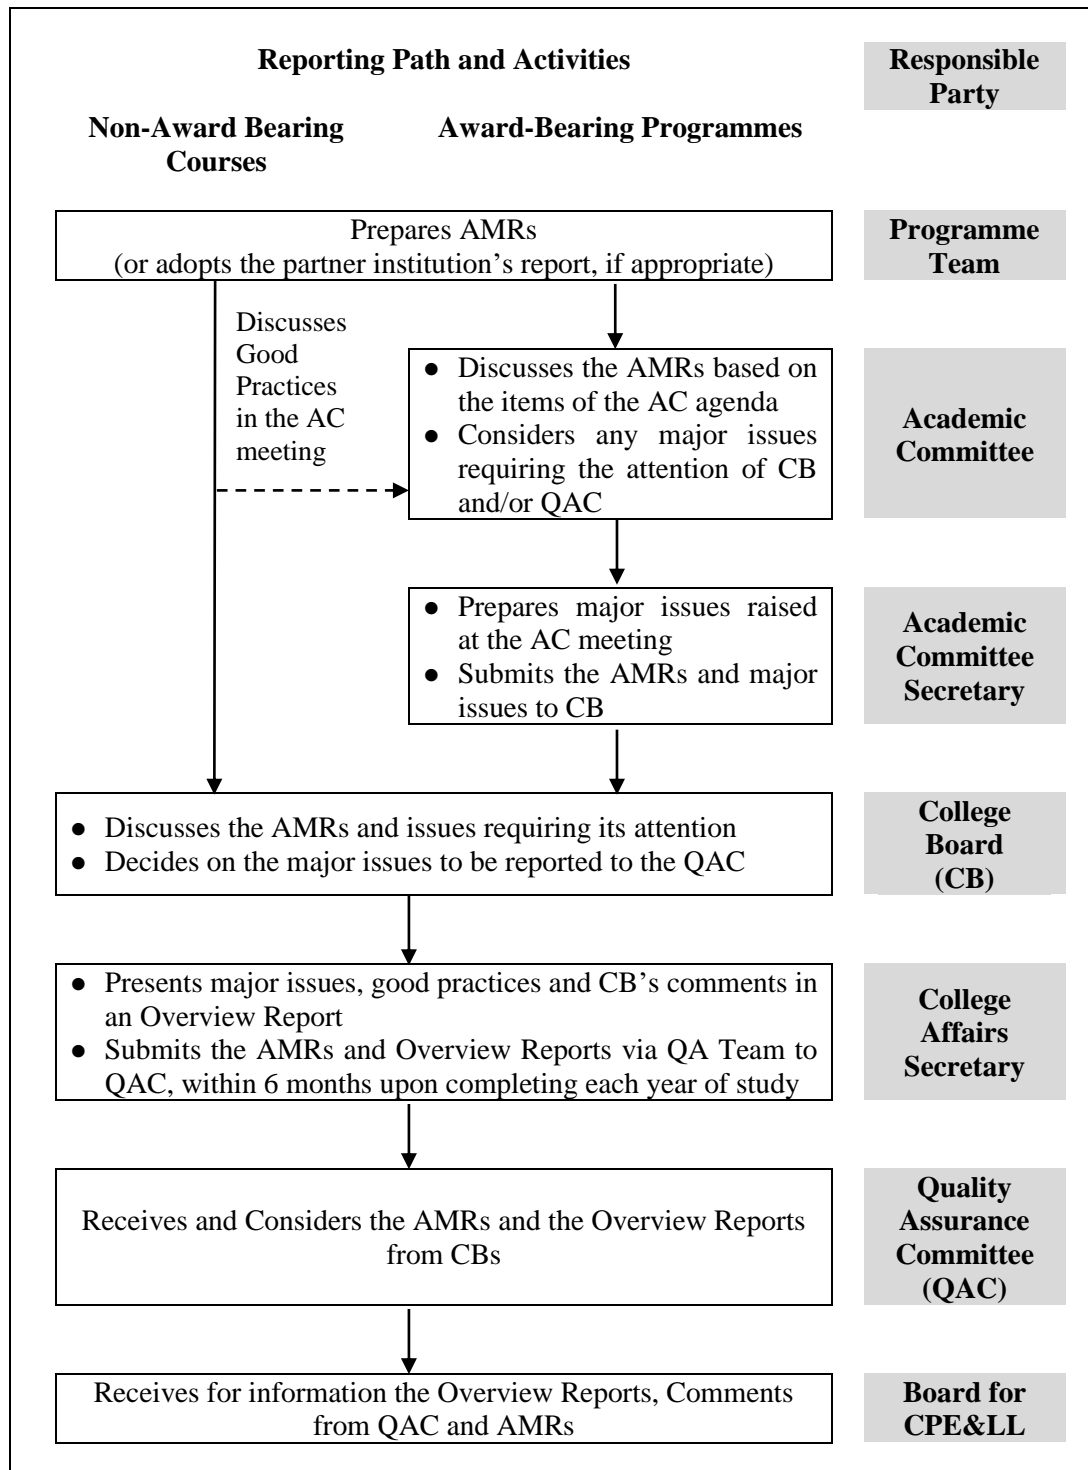 Reporting Path and Activities
Responsible
Party
Non-Award Bearing
Courses
Award-Bearing Programmes
Prepares AMRs
(or adopts the partner institution’s report, if appropriate)
Programme
Team
Discusses
Good
Practices
in the AC
meeting
● Discusses the AMRs based on
the items of the AC agenda
● Considers any major issues
requiring the attention of CB
and/or QAC
Academic
Committee
● Prepares major issues raised
at the AC meeting
● Submits the AMRs and major
issues to CB
Academic
Committee
Secretary
● Discusses the AMRs and issues requiring its attention
● Decides on the major issues to be reported to the QAC
College
Board
(CB)
● Presents major issues, good practices and CB’s comments in
an Overview Report
● Submits the AMRs and Overview Reports via QA Team to
QAC, within 6 months upon completing each year of study
College
Affairs
Secretary
Receives and Considers the AMRs and the Overview Reports
from CBs
Quality
Assurance
Committee
(QAC)
Receives for information the Overview Reports, Comments
from QAC and AMRs
Board for
CPE&LL